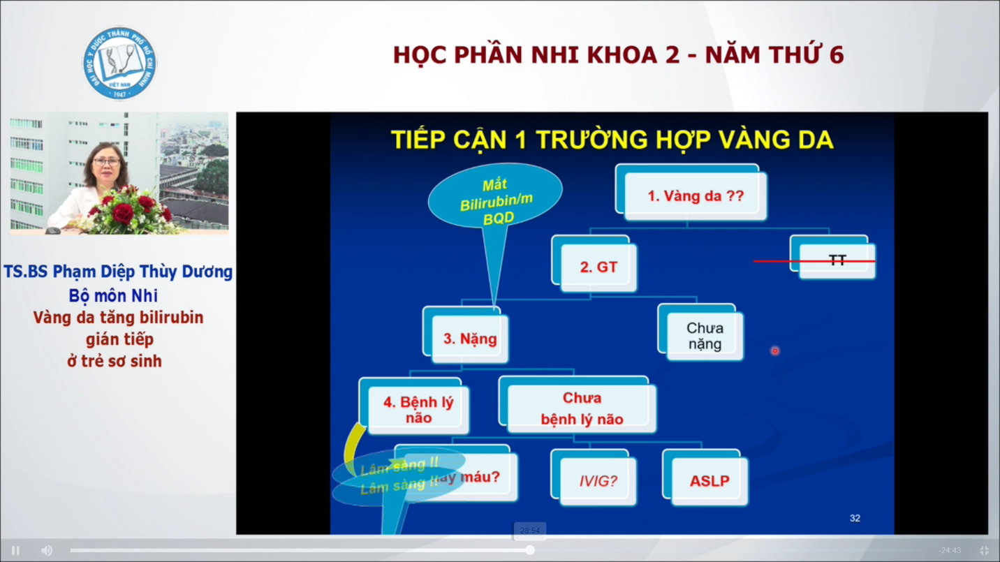 HỌC PHẦN NHI KHOA 2 - NĂM THỨ 6
ĐẠI HỌC Y DƯỢC THÀNH PHỐ HỒ CHÍ MINH
VIỆT NAM
1947
TS.BS Phạm Diệp Thùy Dương
Bộ môn Nhi
Vàng da tăng bilirubin
gián tiếp
ở trẻ sơ sinh
TIẾP CẬN 1 TRƯỜNG HỢP VÀNG DA
Mắt
Bilirubin/m
BQD
1. Vàng da ??
2. GT
TT
3. Nặng
Chưa
nặng
4. Bệnh lý
não
Chưa
bệnh lý não
Lâm sàng !!
Lâm sàng !!
máu?
IVIG?
ASLP
32
28:54
-24:43